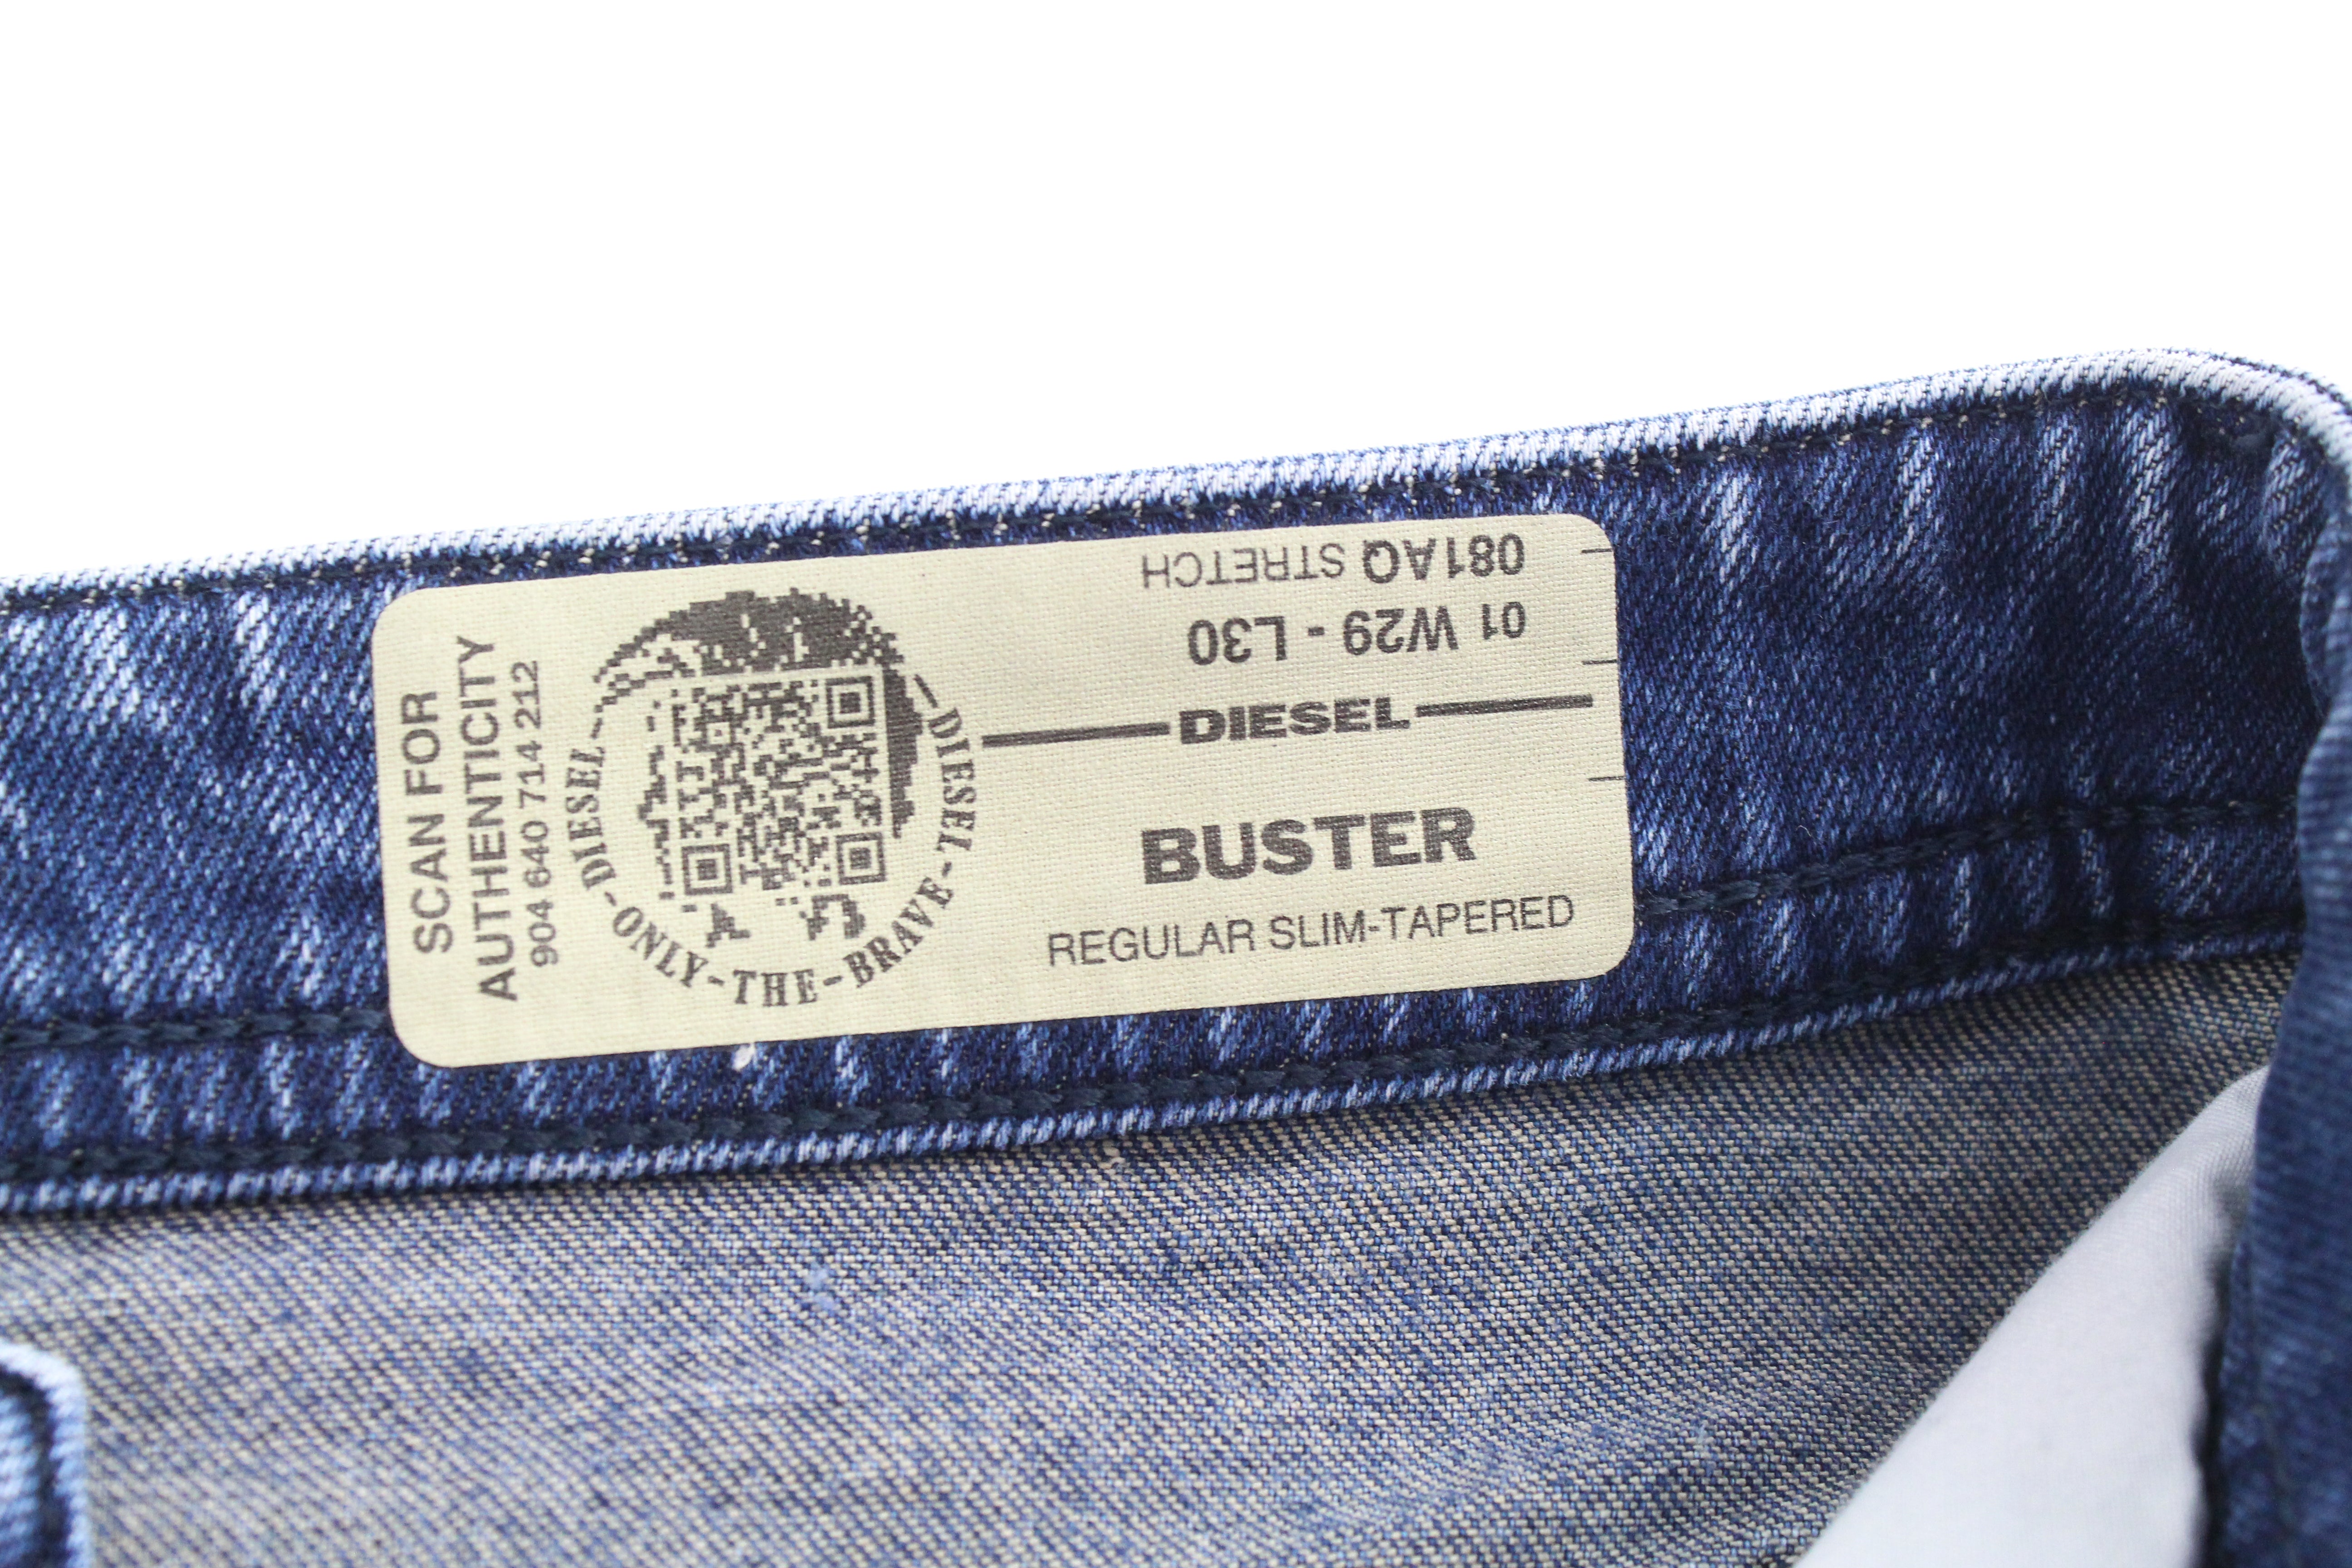 SCAN FOR
AUTHENTICITY
904 640 714 212
DIESEL-ONLY-THE-BRAVE-DIESEL
081AQ STRETCH
01 W29 - L30
DIESEL
BUSTER
REGULAR SLIM-TAPERED